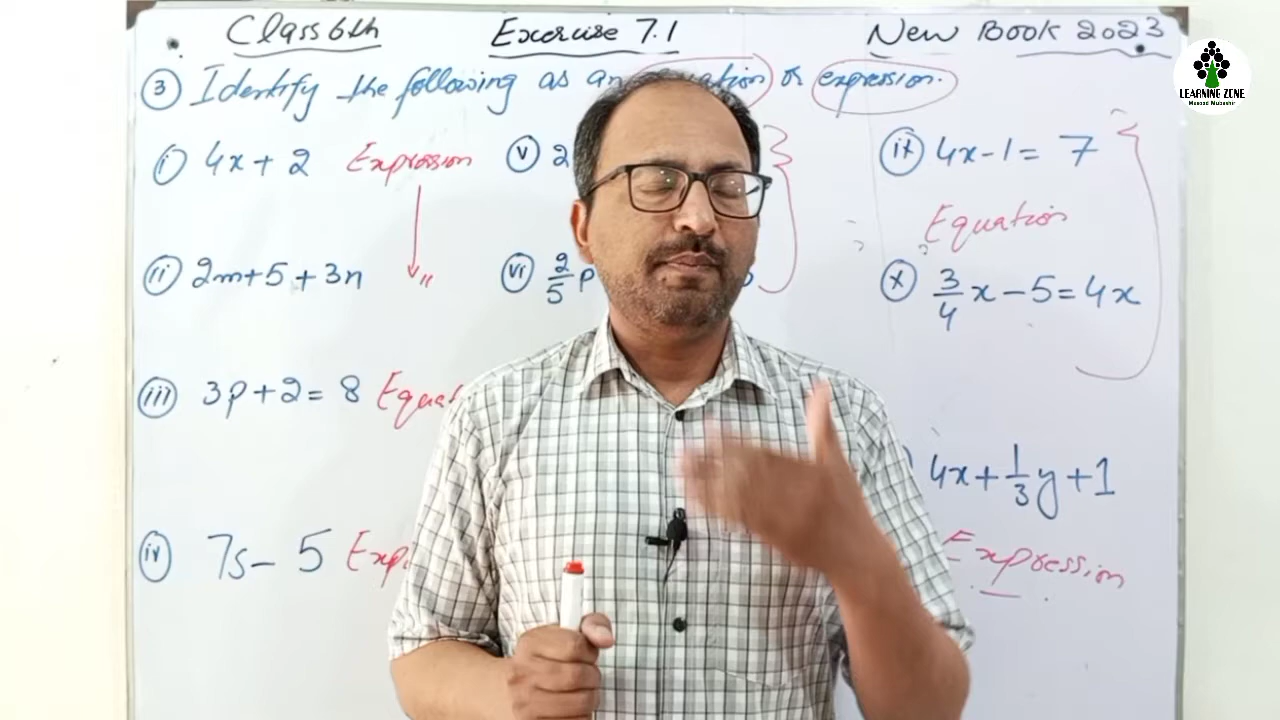 Class 6th Exercise 7.1 New Book 2023
③ Identify the following as an equation or expression.
LEARNING ZONE
i 4x + 2 Expression
v 2
ix 4x - 1 = 7
Equation
ii 2m + 5 + 3n "
vi 2/5 p
x 3/4 x - 5 = 4x
iii 3p + 2 = 8
4x + 1/3 y + 1
iv 7s - 5
Expression